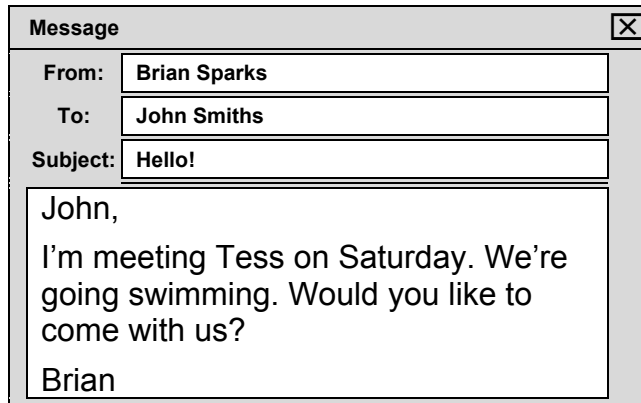 Message
From: Brian Sparks
To: John Smiths
Subject: Hello!
John,
I'm meeting Tess on Saturday. We're
going swimming. Would you like to
come with us?
Brian